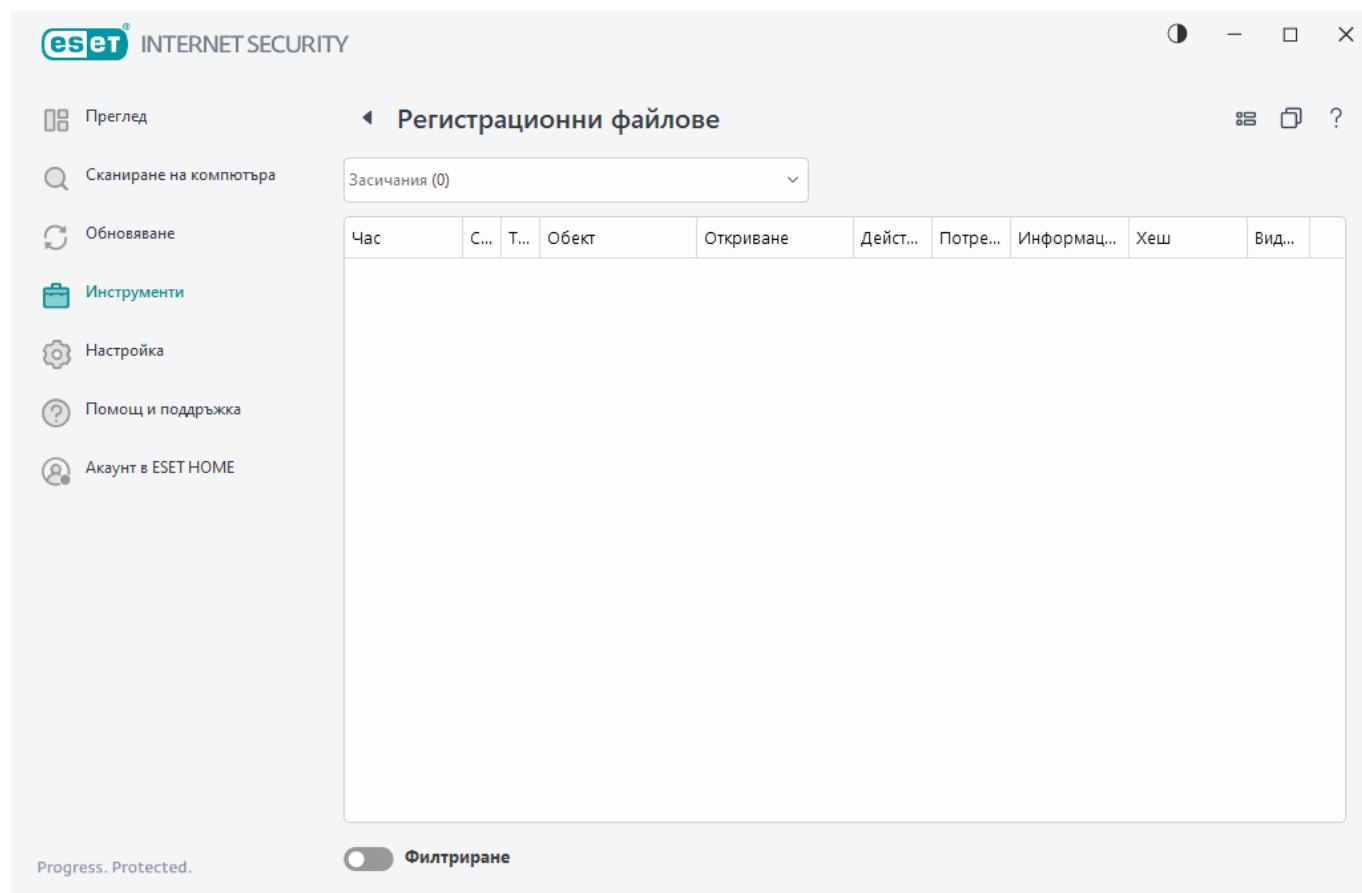 eset® INTERNET SECURITY
Преглед
Сканиране на компютъра
Обновяване
Инструменти
Настройка
Помощ и поддръжка
Акаунт в ESET HOME
Progress. Protected.
Регистрационни файлове
?
Засичания (0)
Час С... Т... Обект Откриване Дейст... Потре... Информац... Хеш Вид...
Филтриране